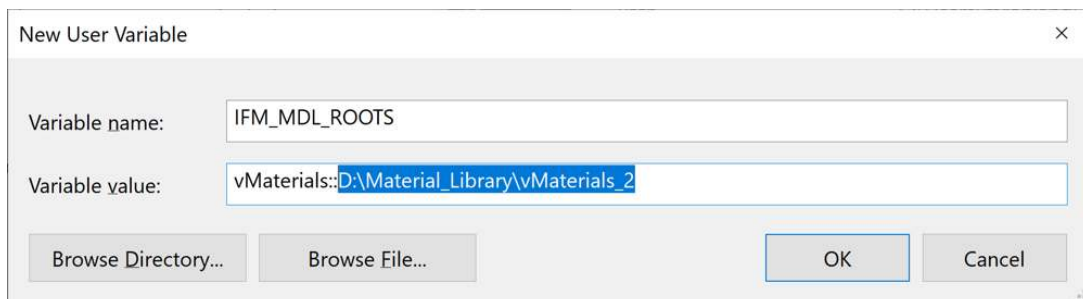 New User Variable
Variable name:
IFM_MDL_ROOTS
Variable value:
vMaterials::D:\Material_Library\vMaterials_2
Browse Directory...
Browse File...
OK
Cancel